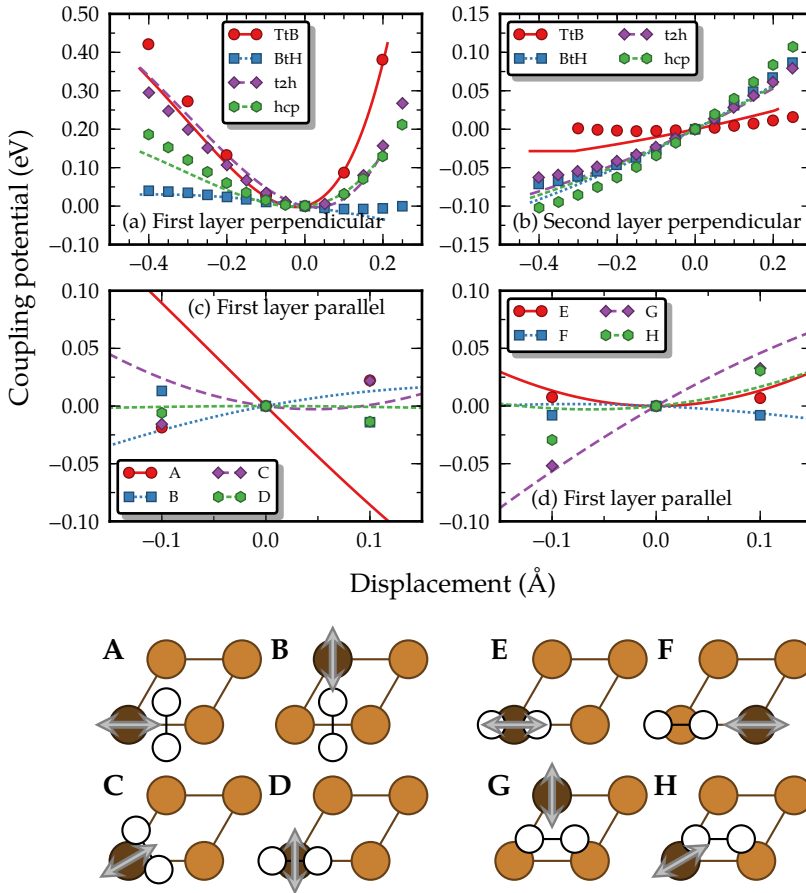 Coupling potential (eV)
0.50
0.40
0.30
0.20
0.10
0.00
−0.10
TtB
BtH
t2h
hcp
(a) First layer perpendicular
−0.4 −0.2 0.0 0.2
0.15
0.10
0.05
0.00
−0.05
−0.10
−0.15
TtB t2h
BtH hcp
(b) Second layer perpendicular
−0.4 −0.2 0.0 0.2
0.10
0.05
0.00
−0.05
−0.10
(c) First layer parallel
A C
B D
−0.1 0.0 0.1
0.10
0.05
0.00
−0.05
−0.10
E G
F H
(d) First layer parallel
−0.1 0.0 0.1
Displacement (Å)
A B E F
C D G H